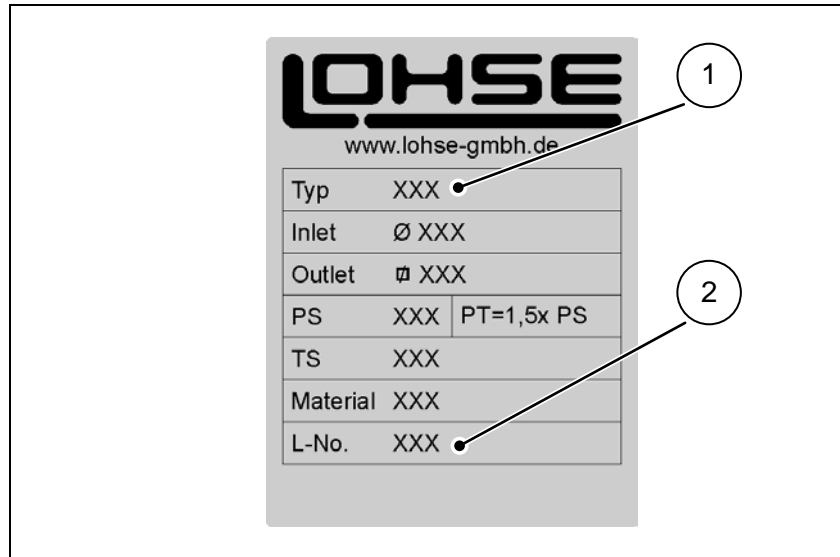 LOHSE
1
www.lohse-gmbh.de
Typ XXX
Inlet Ø XXX
Outlet ⌑ XXX
2
PS XXX PT=1,5x PS
TS XXX
Material XXX
L-No. XXX